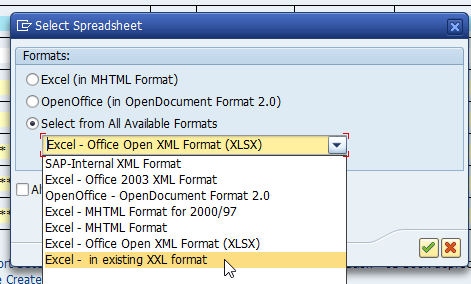 Select Spreadsheet
Formats:
Excel (in MHTML Format)
OpenOffice (in OpenDocument Format 2.0)
Select from All Available Formats
Excel - Office Open XML Format (XLSX)
SAP-Internal XML Format
Excel - Office 2003 XML Format
OpenOffice - OpenDocument Format 2.0
Excel - MHTML Format for 2000/97
Excel - MHTML Format
Excel - Office Open XML Format (XLSX)
Excel - in existing XXL format
Al
e Create